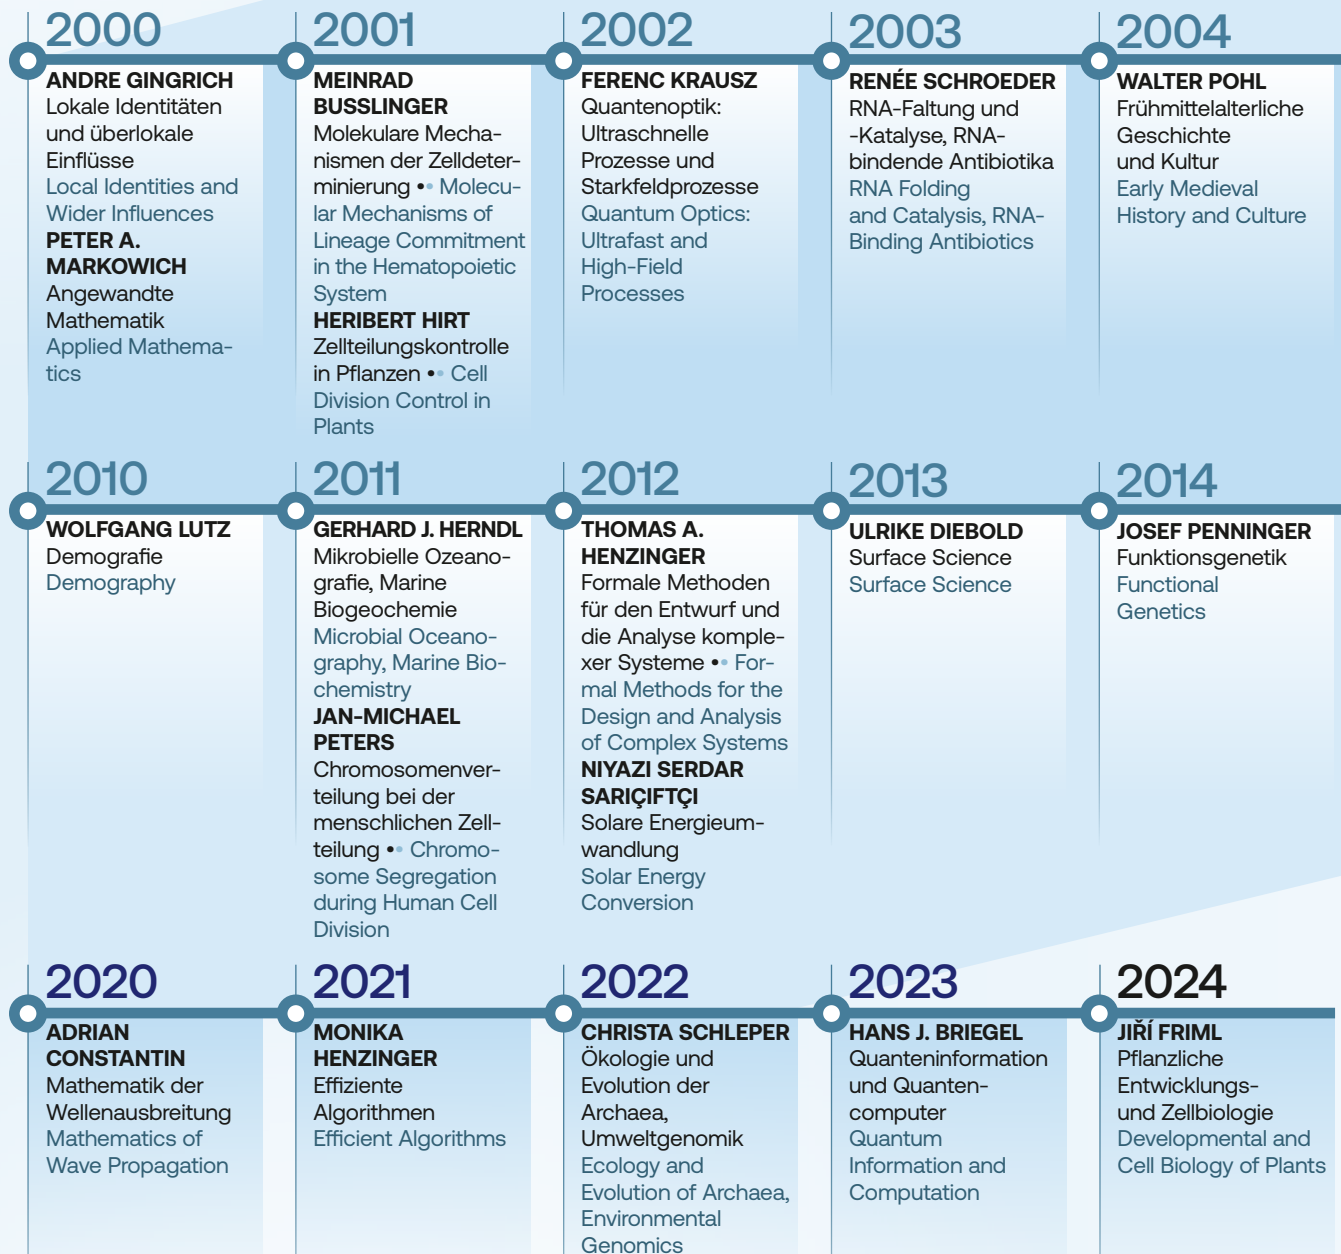 2000
ANDRE GINGRICH
Lokale Identitäten
und überlokale
Einflüsse
Local Identities and
Wider Influences
PETER A.
MARKOWICH
Angewandte
Mathematik
Applied Mathema-
tics
2001
MEINRAD
BUSSLINGER
Molekulare Mecha-
nismen der Zelldeter-
minierung •• Molecu-
lar Mechanisms of
Lineage Commitment
in the Hematopoietic
System
HERIBERT HIRT
Zellteilungskontrolle
in Pflanzen •• Cell
Division Control in
Plants
2002
FERENC KRAUSZ
Quantenoptik:
Ultraschnelle
Prozesse und
Starkfeldprozesse
Quantum Optics:
Ultrafast and
High-Field
Processes
2003
RENÉE SCHROEDER
RNA-Faltung und
-Katalyse, RNA-
bindende Antibiotika
RNA Folding
and Catalysis, RNA-
Binding Antibiotics
2004
WALTER POHL
Frühmittelalterliche
Geschichte
und Kultur
Early Medieval
History and Culture
2010
WOLFGANG LUTZ
Demografie
Demography
2011
GERHARD J. HERNDL
Mikrobielle Ozeano-
grafie, Marine
Biogeochemie
Microbial Oceano-
graphy, Marine Bio-
chemistry
JAN-MICHAEL
PETERS
Chromosomenver-
teilung bei der
menschlichen Zell-
teilung •• Chromo-
some Segregation
during Human Cell
Division
2012
THOMAS A.
HENZINGER
Formale Methoden
für den Entwurf und
die Analyse komple-
xer Systeme •• For-
mal Methods for the
Design and Analysis
of Complex Systems
NIYAZI SERDAR
SARIÇIFTÇI
Solare Energieum-
wandlung
Solar Energy
Conversion
2013
ULRIKE DIEBOLD
Surface Science
Surface Science
2014
JOSEF PENNINGER
Funktionsgenetik
Functional
Genetics
2020
ADRIAN
CONSTANTIN
Mathematik der
Wellenausbreitung
Mathematics of
Wave Propagation
2021
MONIKA
HENZINGER
Effiziente
Algorithmen
Efficient Algorithms
2022
CHRISTA SCHLEPER
Ökologie und
Evolution der
Archaea,
Umweltgenomik
Ecology and
Evolution of Archaea,
Environmental
Genomics
2023
HANS J. BRIEGEL
Quanteninformation
und Quanten-
computer
Quantum
Information and
Computation
2024
JIŘÍ FRIML
Pflanzliche
Entwicklungs-
und Zellbiologie
Developmental and
Cell Biology of Plants